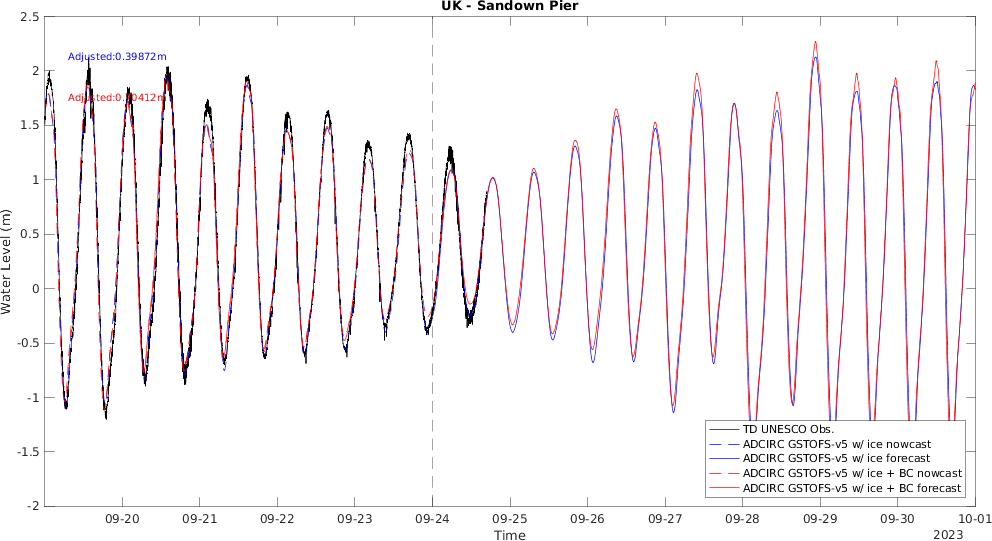 UK - Sandown Pier
2.5
2
1.5
1
0.5
0
-0.5
-1
-1.5
-2
Water Level (m)
Adjusted:0.39872m
TD UNESCO Obs.
ADCIRC GSTOFS-v5 w/ ice nowcast
ADCIRC GSTOFS-v5 w/ ice forecast
ADCIRC GSTOFS-v5 w/ ice + BC nowcast
ADCIRC GSTOFS-v5 w/ ice + BC forecast
09-20 09-21 09-22 09-23 09-24 09-25 09-26 09-27 09-28 09-29 09-30 10-01
Time
2023